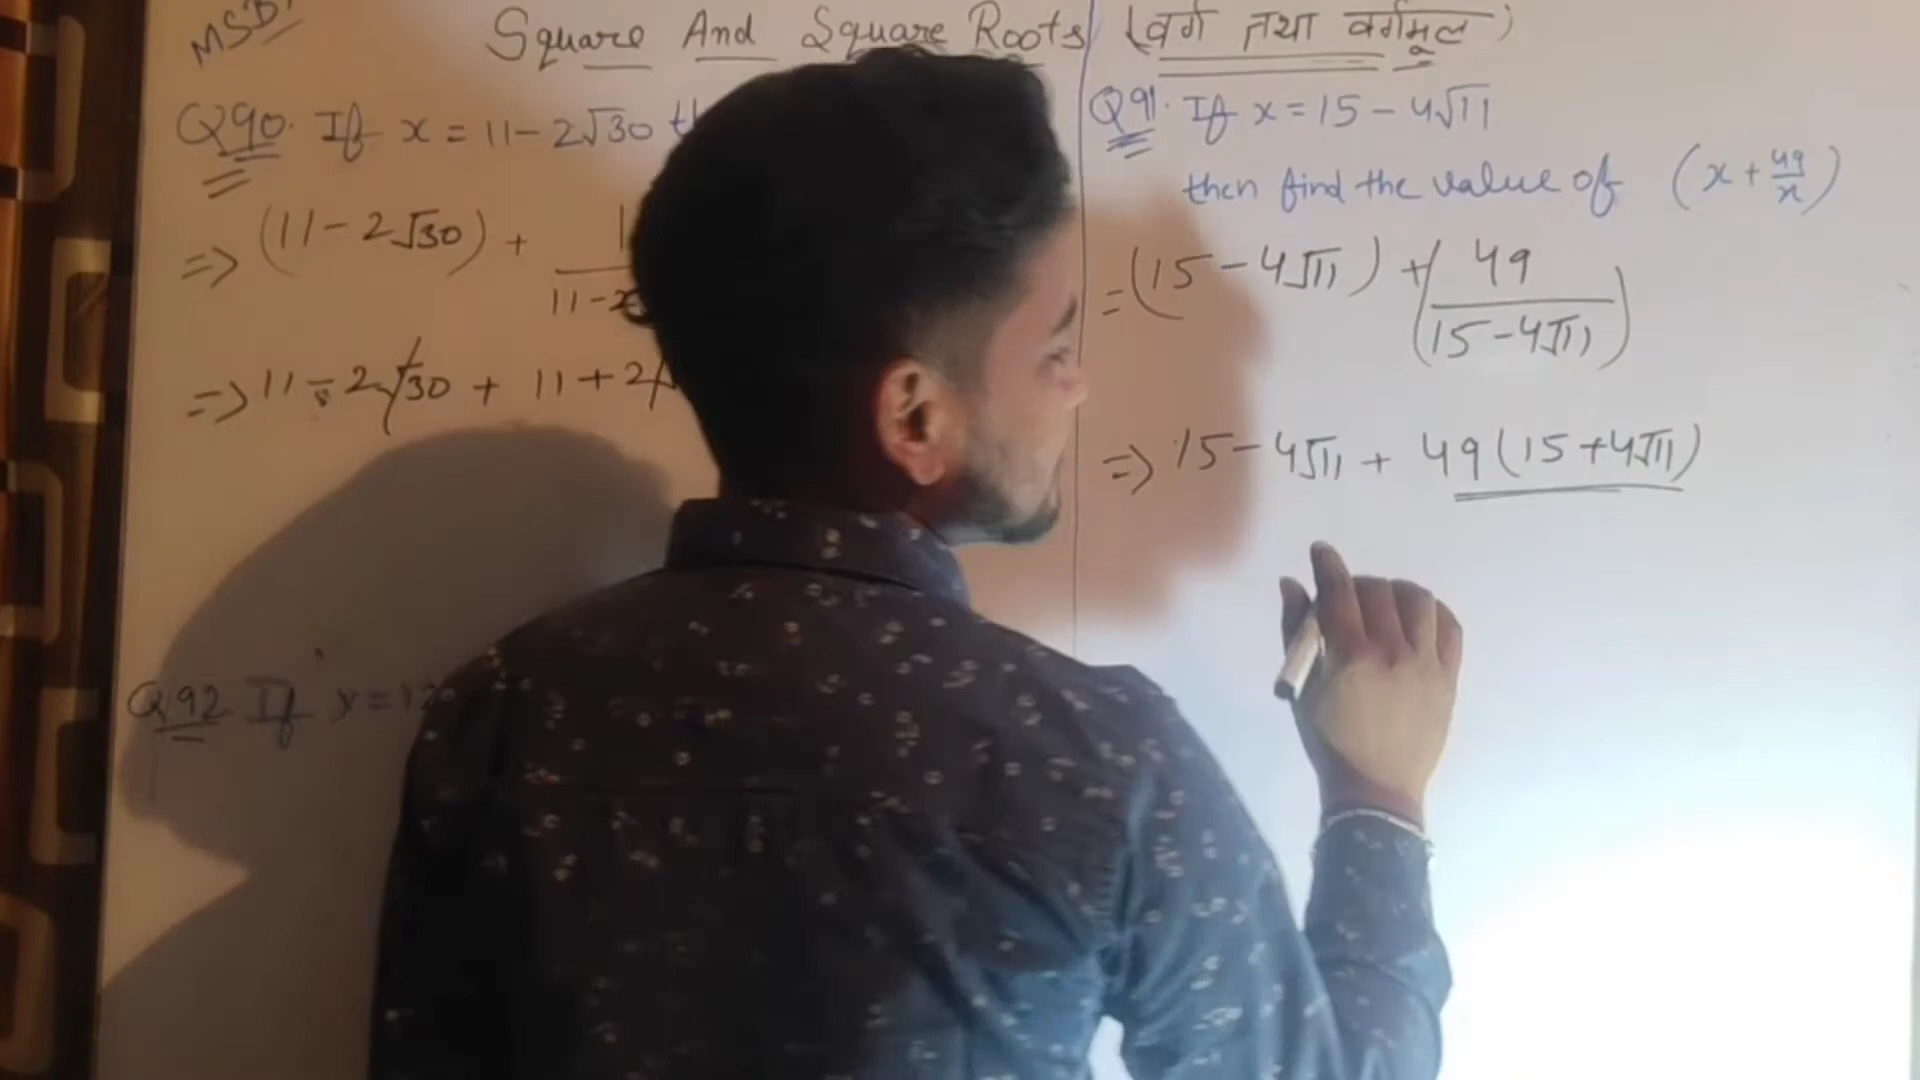 MSD
Square And Square Roots (वर्ग तथा वर्गमूल)
Q90. If x = 11 - 2√30
=> (11 - 2√30) +
11 -
=> 11 - 2√30 + 11 + 2
Q92 If x = 12
Q91. If x = 15 - 4√11
then find the value of (x + 49/x)
= (15 - 4√11) + (49
15 - 4√11)
=> 15 - 4√11 + 49(15 + 4√11)